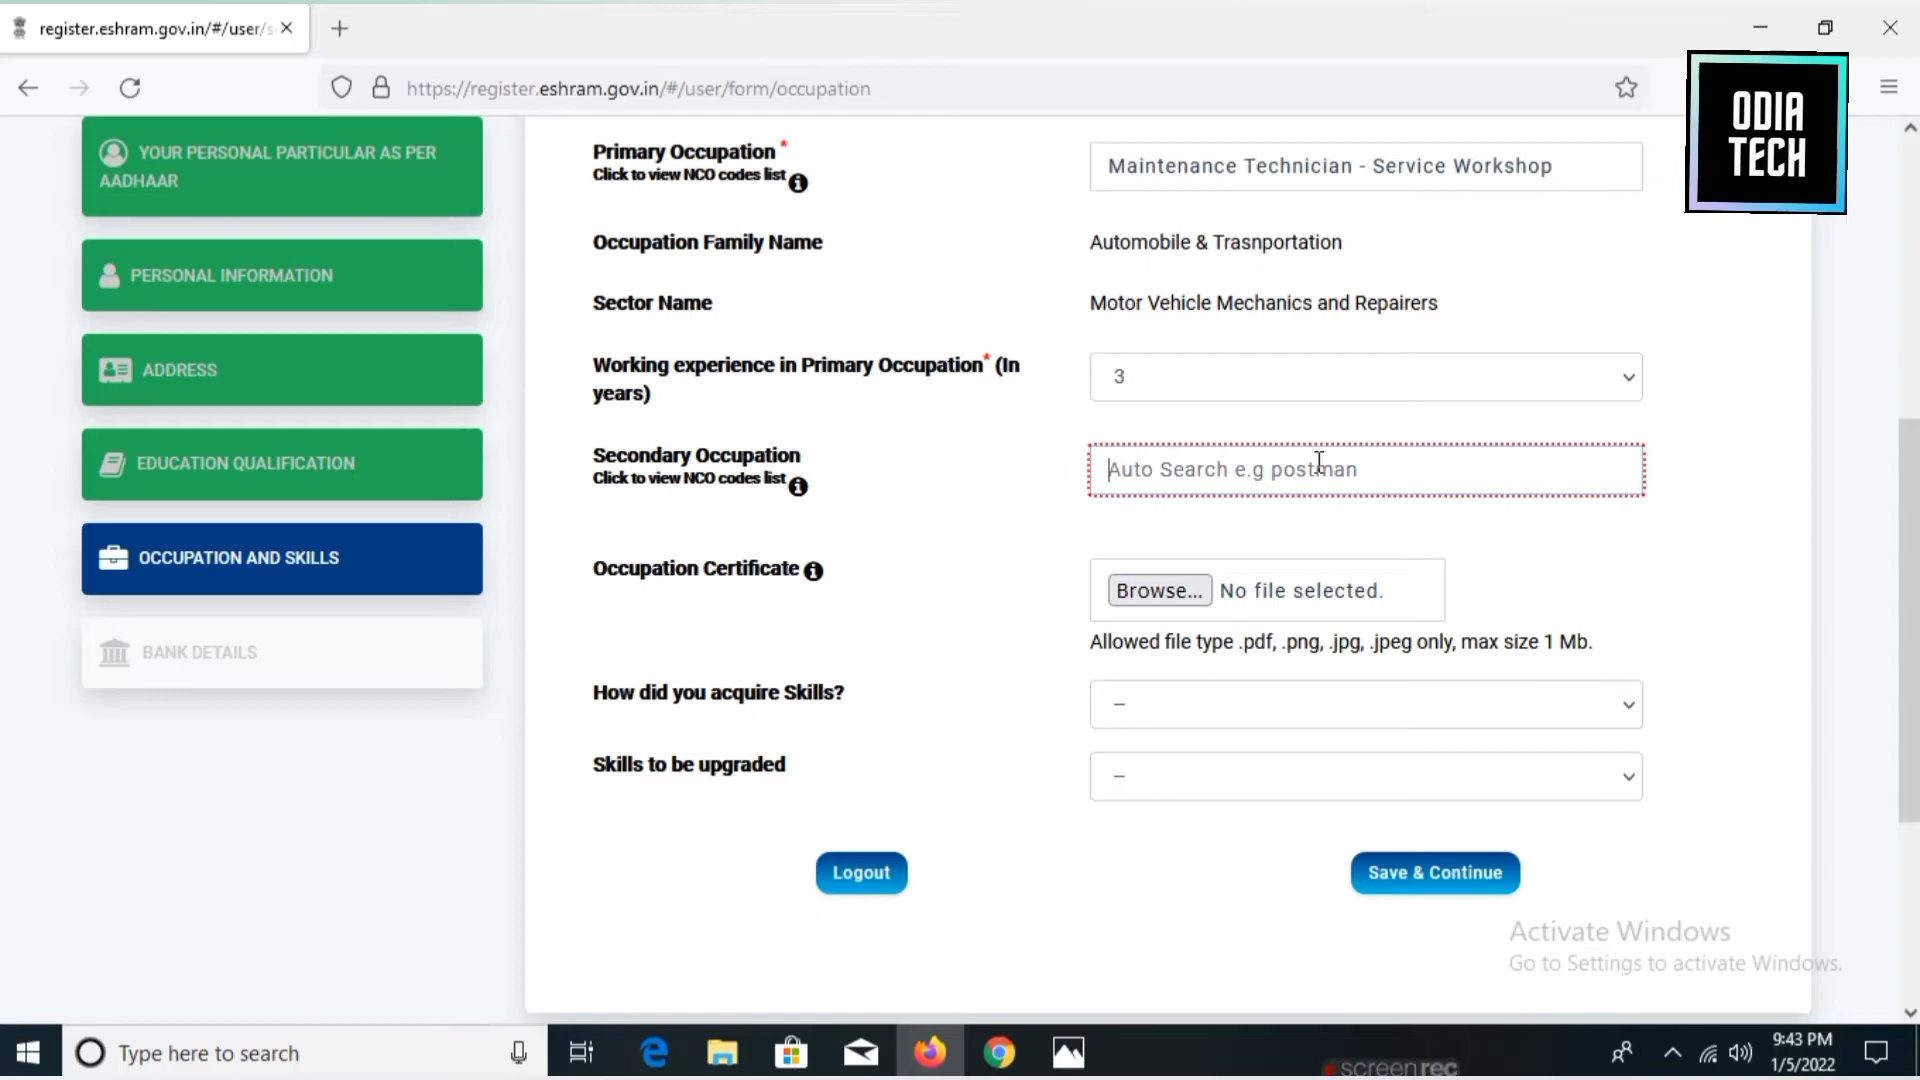 register.eshram.gov.in/#/user/s
https://register.eshram.gov.in/#/user/form/occupation
ODIA
TECH
YOUR PERSONAL PARTICULAR AS PER
AADHAAR
PERSONAL INFORMATION
ADDRESS
EDUCATION QUALIFICATION
OCCUPATION AND SKILLS
BANK DETAILS
Primary Occupation *
Click to view NCO codes list
Maintenance Technician - Service Workshop
Occupation Family Name
Automobile & Trasnportation
Sector Name
Motor Vehicle Mechanics and Repairers
Working experience in Primary Occupation* (In
years)
3
Secondary Occupation
Click to view NCO codes list
Auto Search e.g postman
Occupation Certificate
Browse... No file selected.
Allowed file type .pdf, .png, .jpg, .jpeg only, max size 1 Mb.
How did you acquire Skills?
--
Skills to be upgraded
--
Logout
Save & Continue
Activate Windows
Go to Settings to activate Windows.
Type here to search
screenrec
9:43 PM
1/5/2022